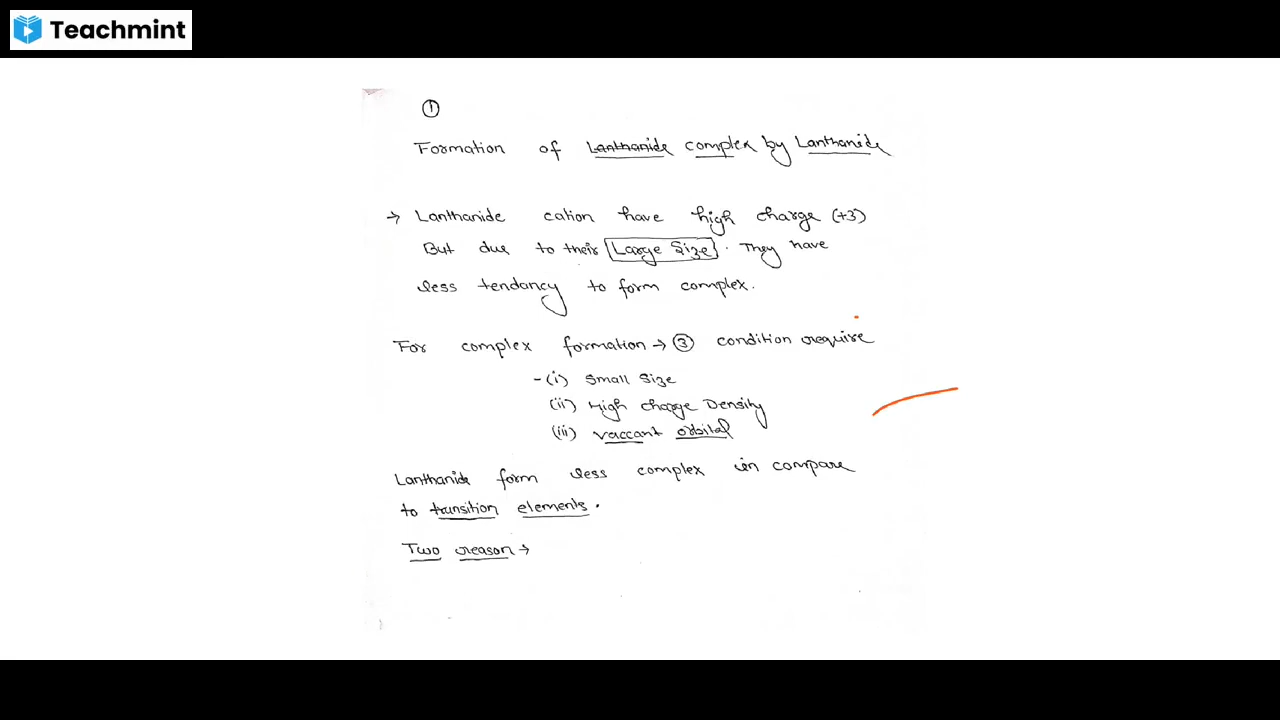 Teachmint
①
Formation of Lanthanide complex by Lanthanide
→ Lanthanide cation have high charge (+3)
But due to their Large Size. They have
less tendancy to form complex.
For complex formation → ③ condition require
-(i) Small Size
(ii) High charge Density
(iii) vaccant orbital
Lanthanide form less complex in compare
to transition elements.
Two reason →